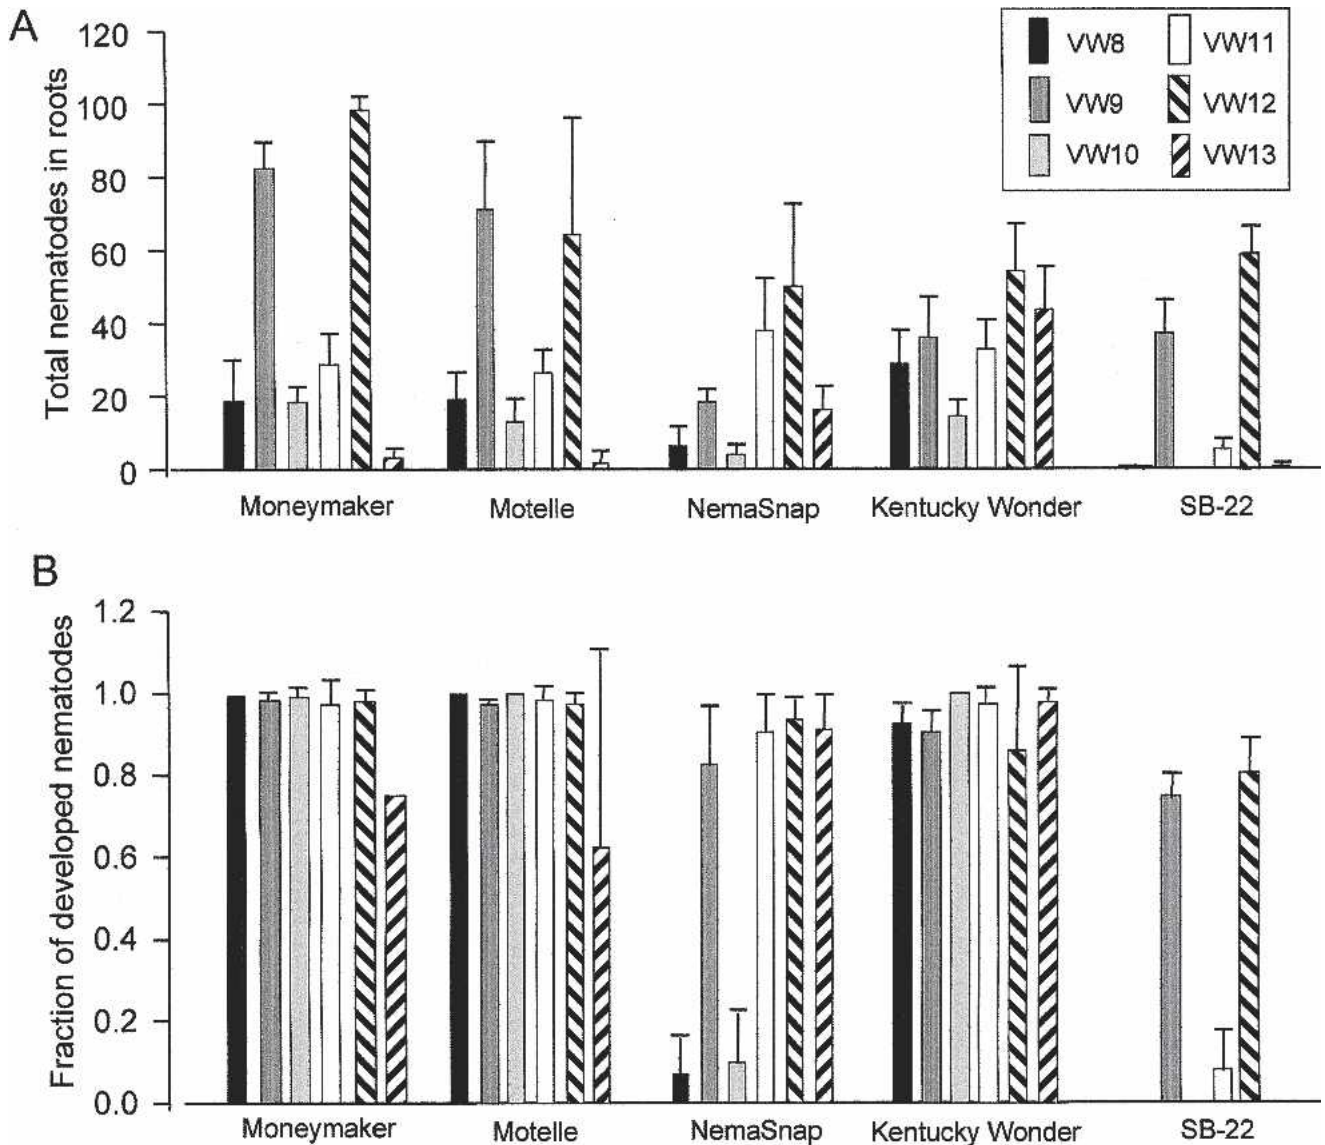 A
Total nematodes in roots
120
100
80
60
40
20
0
VW8
VW11
VW9
VW12
VW10
VW13
Moneymaker
Motelle
NemaSnap
Kentucky Wonder
SB-22
B
Fraction of developed nematodes
1.2
1.0
0.8
0.6
0.4
0.2
0.0
Moneymaker
Motelle
NemaSnap
Kentucky Wonder
SB-22